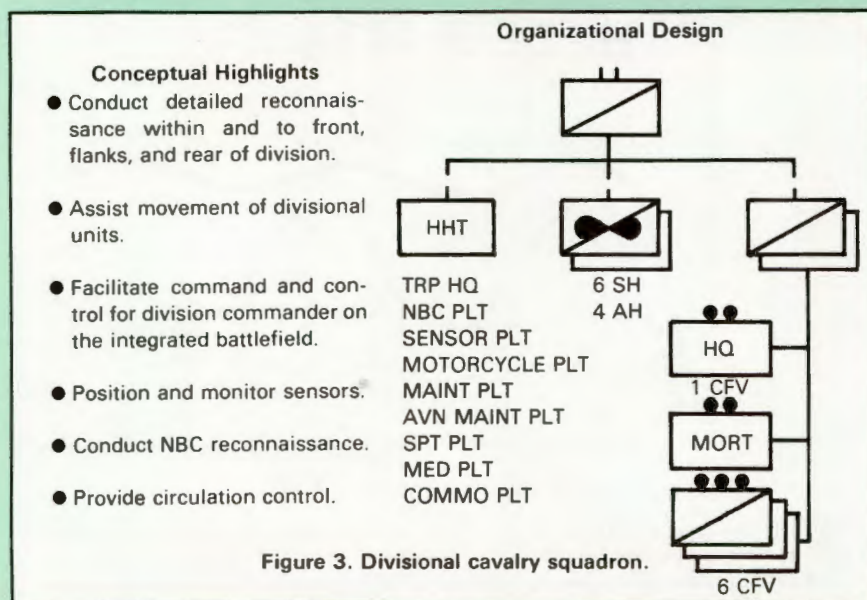 Organizational Design
Conceptual Highlights
● Conduct detailed reconnais-
sance within and to front,
flanks, and rear of division.
● Assist movement of divisional
units.
● Facilitate command and con-
trol for division commander on
the integrated battlefield.
● Position and monitor sensors.
● Conduct NBC reconnaissance.
● Provide circulation control.
HHT
TRP HQ
NBC PLT
SENSOR PLT
MOTORCYCLE PLT
MAINT PLT
AVN MAINT PLT
SPT PLT
MED PLT
COMMO PLT
6 SH
4 AH
HQ
1 CFV
MORT
6 CFV
Figure 3. Divisional cavalry squadron.